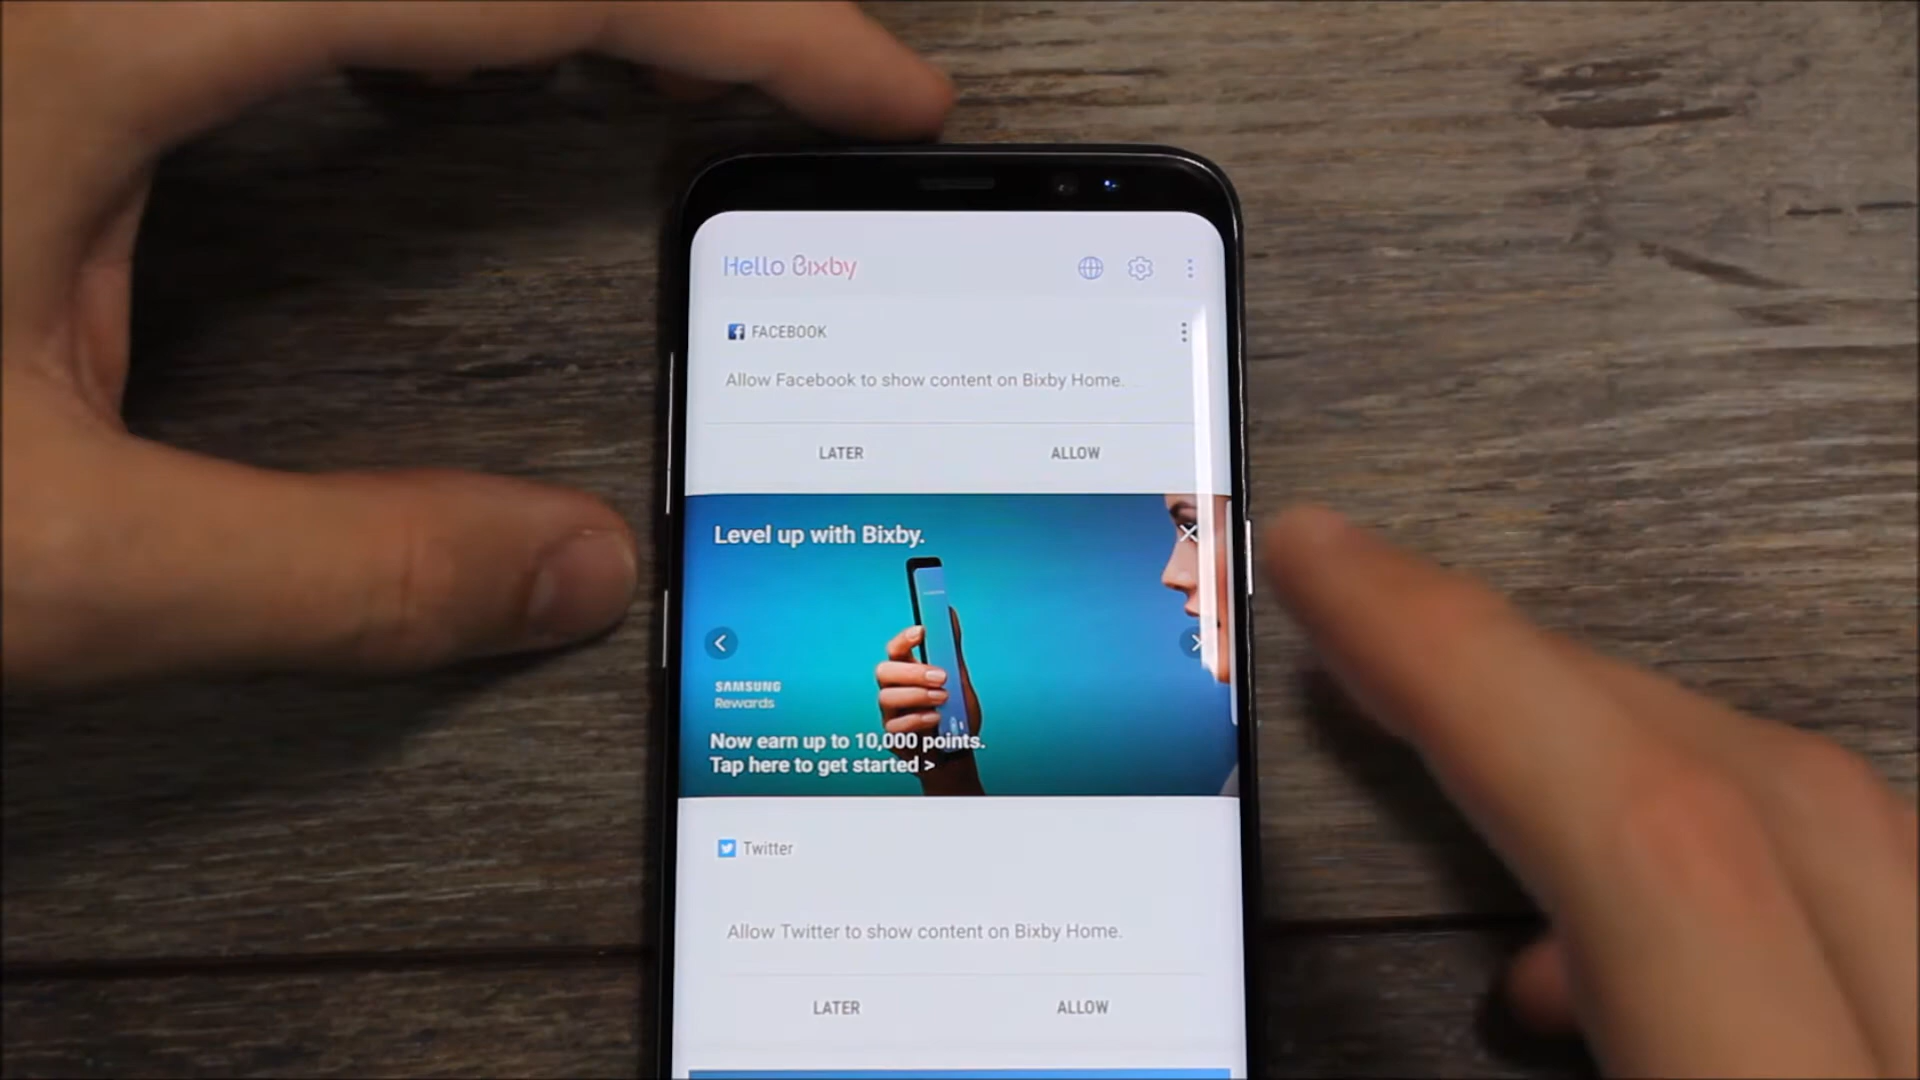 Hello Bixby
FACEBOOK
Allow Facebook to show content on Bixby Home.
LATER ALLOW
Level up with Bixby.
SAMSUNG
Rewards
Now earn up to 10,000 points.
Tap here to get started >
Twitter
Allow Twitter to show content on Bixby Home.
LATER ALLOW